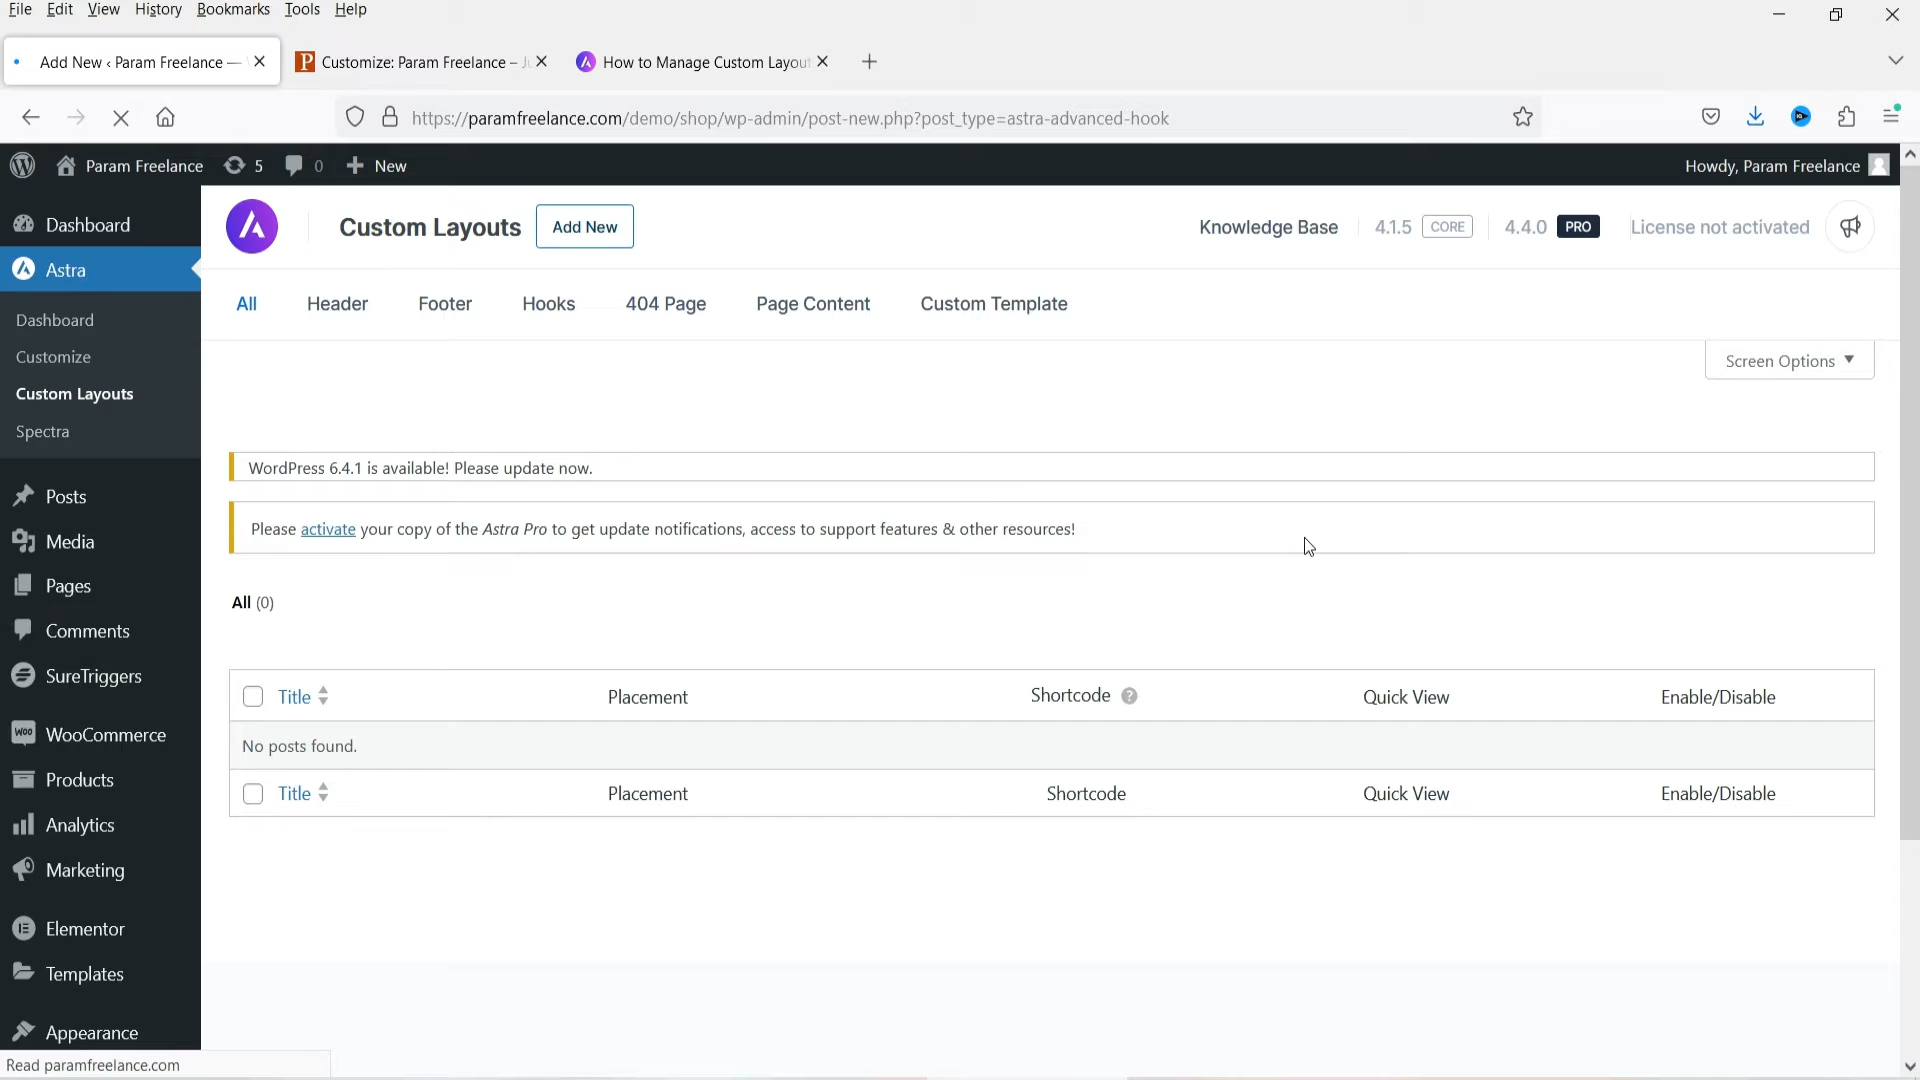 File Edit View History Bookmarks Tools Help
Add New ‹ Param Freelance —
Customize: Param Freelance –
How to Manage Custom Layou
https://paramfreelance.com/demo/shop/wp-admin/post-new.php?post_type=astra-advanced-hook
Param Freelance 5 0 New
Howdy, Param Freelance
Dashboard
Astra
Dashboard
Customize
Custom Layouts
Spectra
Posts
Media
Pages
Comments
SureTriggers
WooCommerce
Products
Analytics
Marketing
Elementor
Templates
Appearance
Custom Layouts Add New
Knowledge Base 4.1.5 CORE 4.4.0 PRO License not activated
All Header Footer Hooks 404 Page Page Content Custom Template
Screen Options
WordPress 6.4.1 is available! Please update now.
Please activate your copy of the Astra Pro to get update notifications, access to support features & other resources!
All (0)
Title Placement Shortcode ? Quick View Enable/Disable
No posts found.
Title Placement Shortcode Quick View Enable/Disable
Read paramfreelance.com